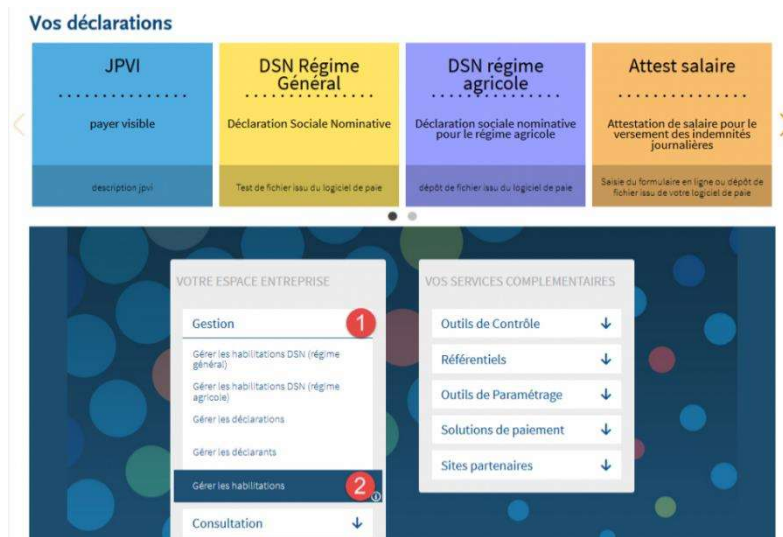 Vos déclarations
JPVI
payer visible
description jpvi
DSN Régime
Général
Déclaration Sociale Nominative
Test de fichier issu du logiciel de paie
DSN régime
agricole
Déclaration sociale nominative
pour le régime agricole
dépôt de fichier issu du logiciel de paie
Attest salaire
Attestation de salaire pour le
versement des indemnités
journalières
Saisie du formulaire en ligne ou dépôt de
fichier issu de votre logiciel de paie
VOTRE ESPACE ENTREPRISE
Gestion 1
Gérer les habilitations DSN (régime
général)
Gérer les habilitations DSN (régime
agricole)
Gérer les déclarations
Gérer les déclarants
Gérer les habilitations 2
Consultation
VOS SERVICES COMPLEMENTAIRES
Outils de Contrôle
Référentiels
Outils de Paramétrage
Solutions de paiement
Sites partenaires